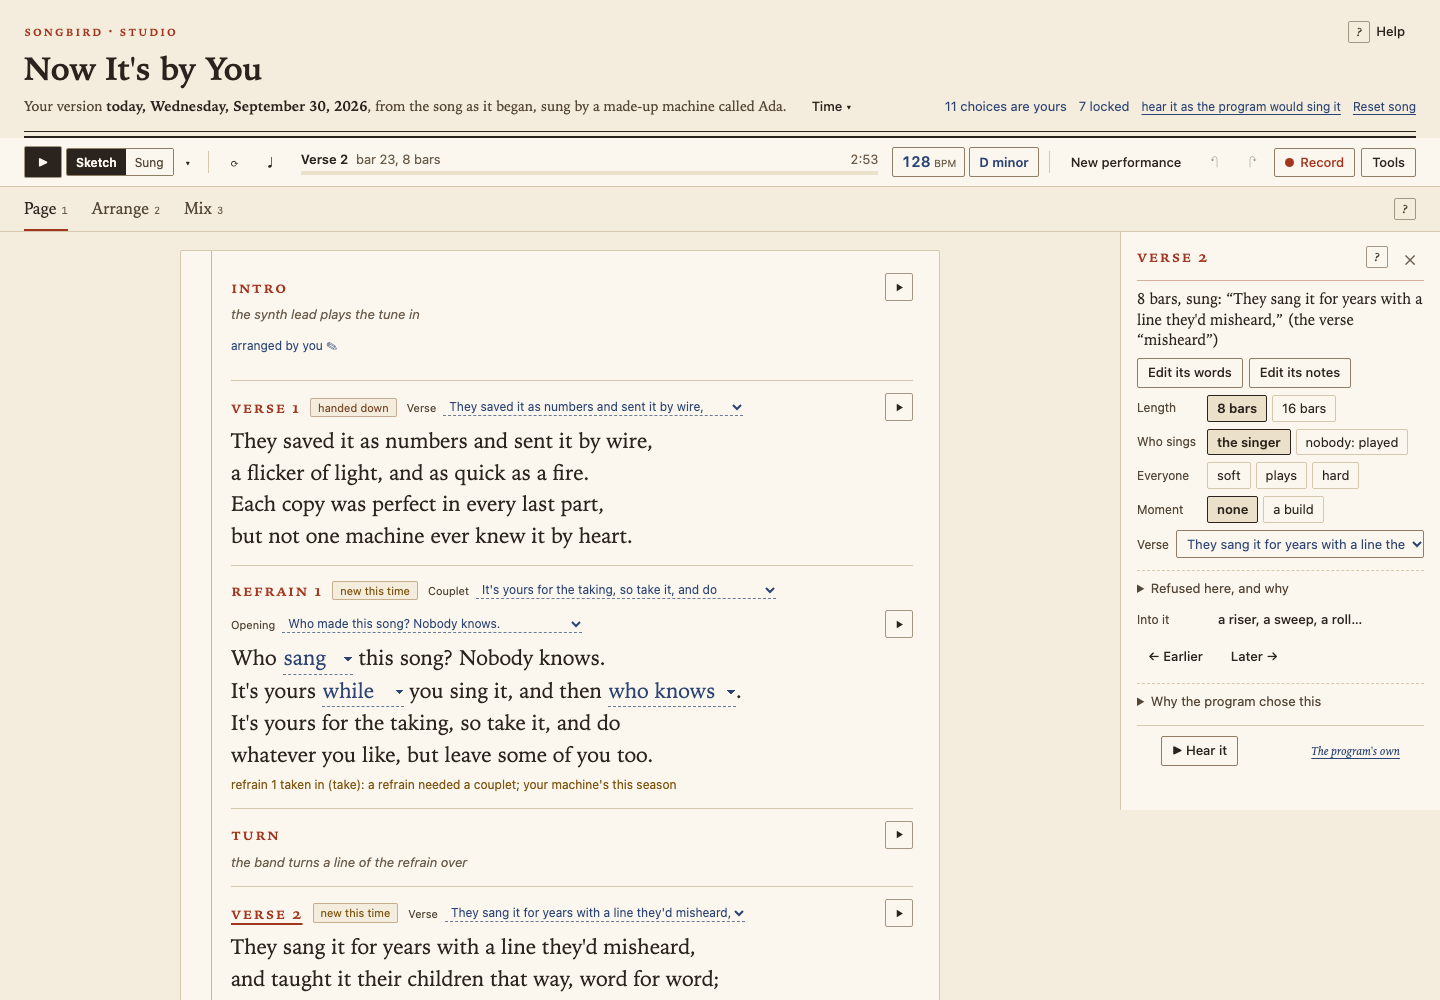 SONGBIRD · STUDIO
? Help
Now It's by You
Your version today, Wednesday, September 30, 2026, from the song as it began, sung by a made-up machine called Ada.
Time
11 choices are yours 7 locked hear it as the program would sing it Reset song
Sketch Sung
Verse 2 bar 23, 8 bars 2:53
128 BPM D minor
New performance
Record Tools
Page 1 Arrange 2 Mix 3 ?
INTRO
the synth lead plays the tune in
arranged by you
VERSE 1 handed down Verse They saved it as numbers and sent it by wire,
They saved it as numbers and sent it by wire,
a flicker of light, and as quick as a fire.
Each copy was perfect in every last part,
but not one machine ever knew it by heart.
REFRAIN 1 new this time Couplet It's yours for the taking, so take it, and do
Opening Who made this song? Nobody knows.
Who sang this song? Nobody knows.
It's yours while you sing it, and then who knows.
It's yours for the taking, so take it, and do
whatever you like, but leave some of you too.
refrain 1 taken in (take): a refrain needed a couplet; your machine's this season
TURN
the band turns a line of the refrain over
VERSE 2 new this time Verse They sang it for years with a line they'd misheard,
They sang it for years with a line they'd misheard,
and taught it their children that way, word for word;
VERSE 2 ? ×
8 bars, sung: “They sang it for years with a
line they'd misheard,” (the verse
“misheard”)
Edit its words Edit its notes
Length 8 bars 16 bars
Who sings the singer nobody: played
Everyone soft plays hard
Moment none a build
Verse They sang it for years with a line the
Refused here, and why
Into it a riser, a sweep, a roll…
← Earlier Later →
Why the program chose this
Hear it The program's own